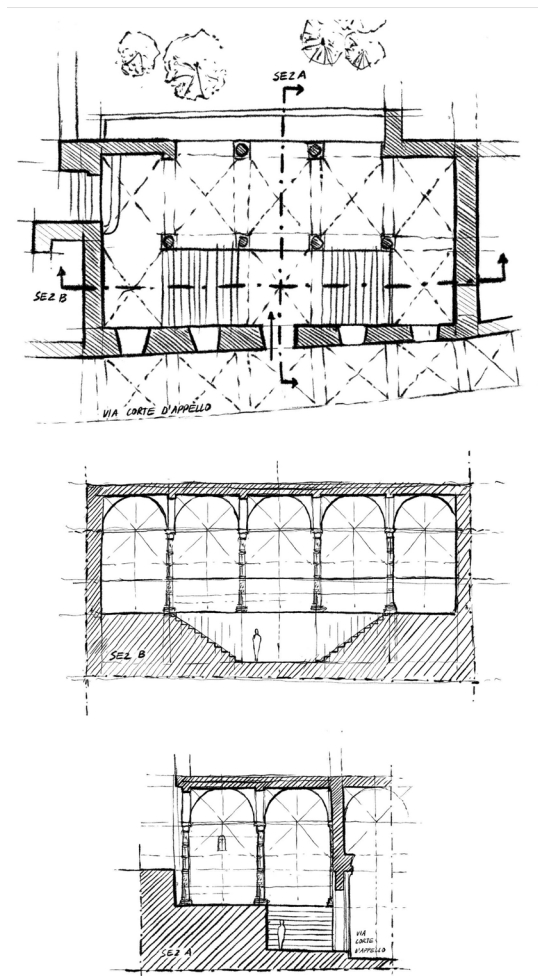 SEZ A
SEZ B
VIA CORTE D'APPELLO
SEZ B
VIA
CORTE
D'APPELLO
SEZ A